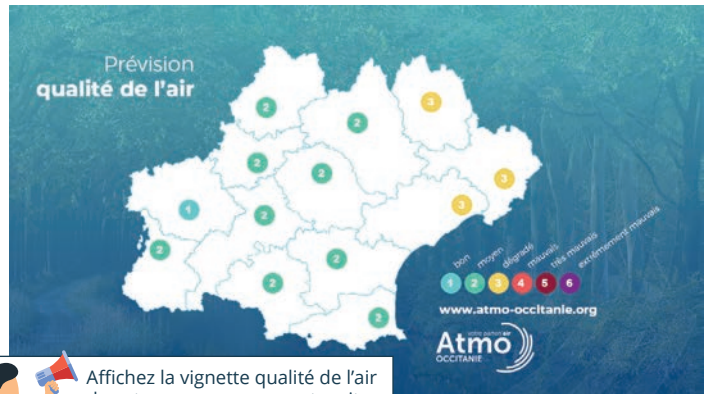 Prévision
qualité de l'air
2
2
3
2
2
3
1
2
3
2
2
2
2
bon
moyen
dégradé
mauvais
très mauvais
extrêmement mauvais
1 2 3 4 5 6
www.atmo-occitanie.org
votre partenaire
Atmo
OCCITANIE
Affichez la vignette qualité de l'air